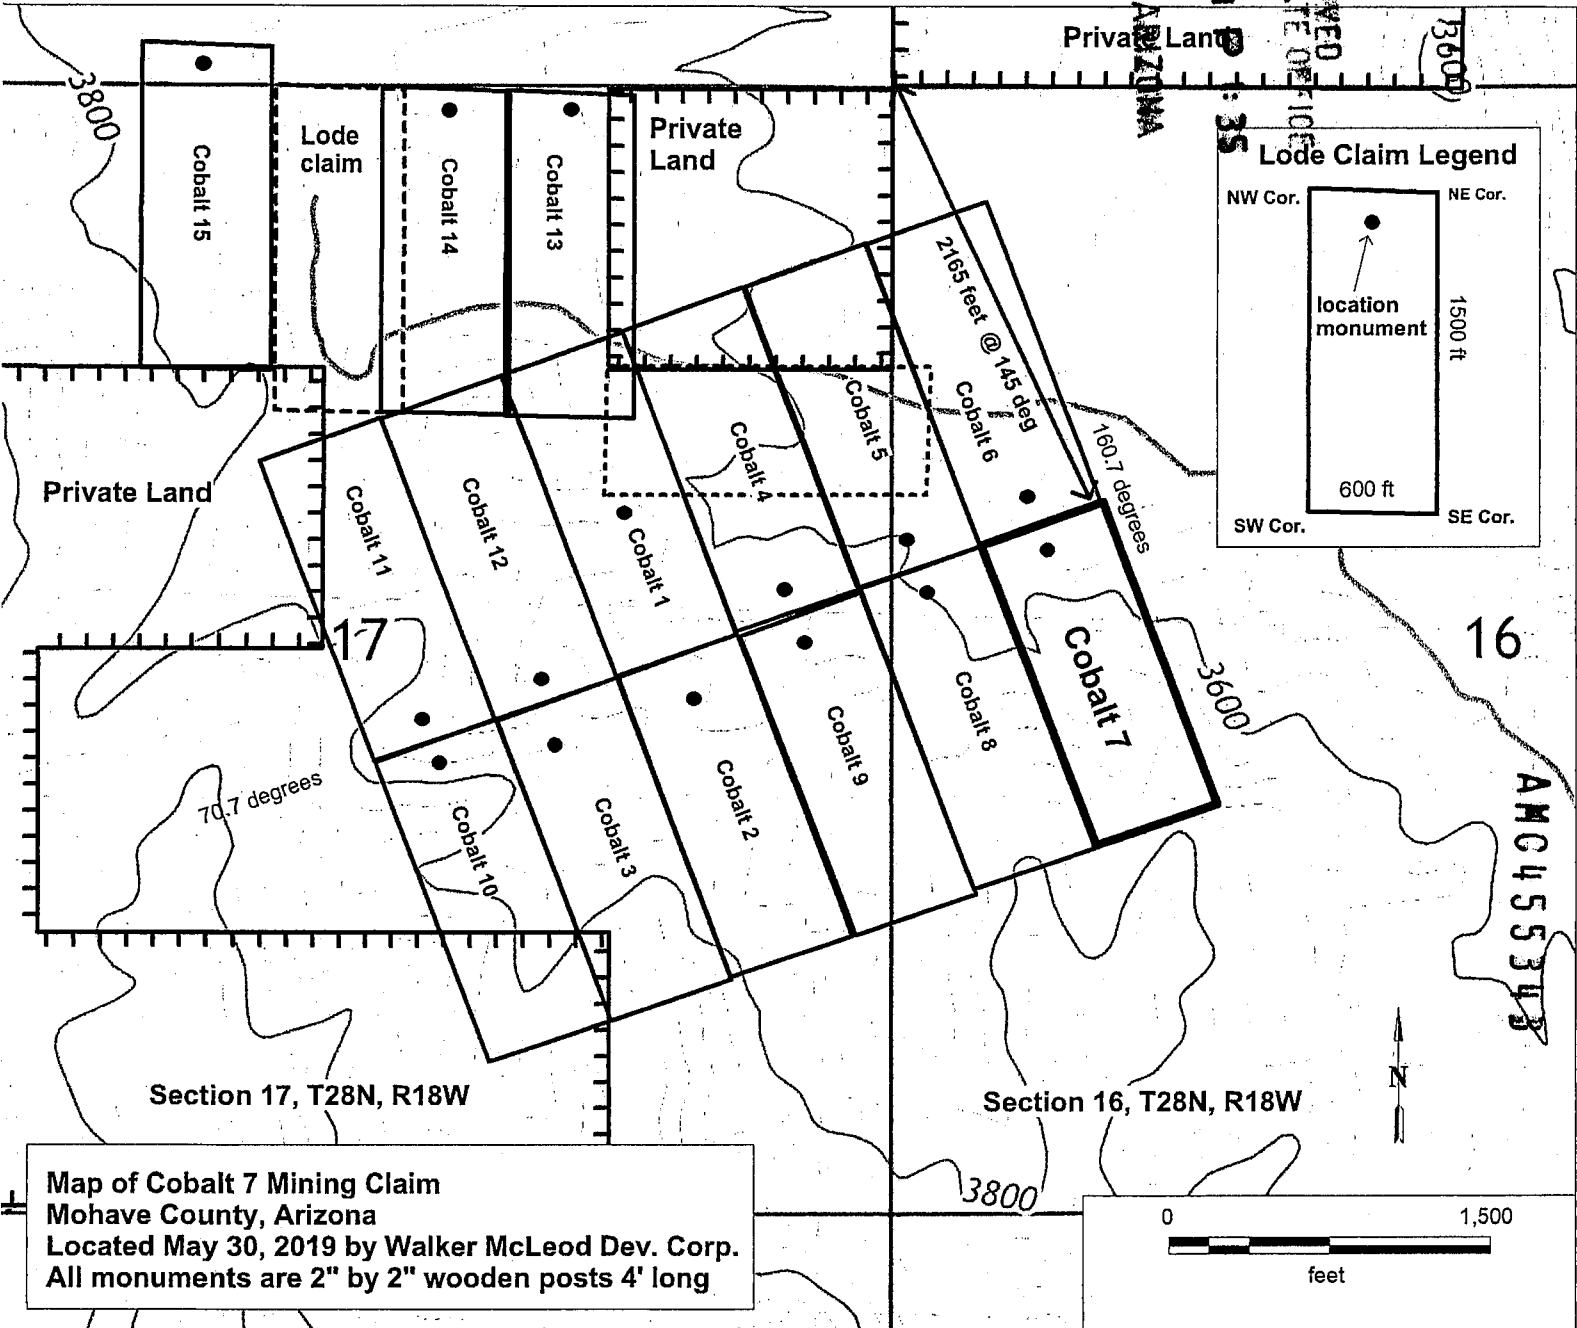 Private Land
ARIZONA
P
: 35
3600
3800
Lode
claim
Private
Land
Cobalt 15
Cobalt 14
Cobalt 13
Lode Claim Legend
NW Cor.
NE Cor.
location
monument
1500 ft
600 ft
SW Cor.
SE Cor.
2165 feet @ 145 deg
160.7 degrees
Private Land
Cobalt 11
Cobalt 12
Cobalt 1
Cobalt 4
Cobalt 5
Cobalt 6
17
16
3600
70.7 degrees
Cobalt 10
Cobalt 3
Cobalt 2
Cobalt 9
Cobalt 8
Cobalt 7
N
Section 17, T28N, R18W
Section 16, T28N, R18W
3800
Map of Cobalt 7 Mining Claim
Mohave County, Arizona
Located May 30, 2019 by Walker McLeod Dev. Corp.
All monuments are 2" by 2" wooden posts 4' long
0
1,500
feet